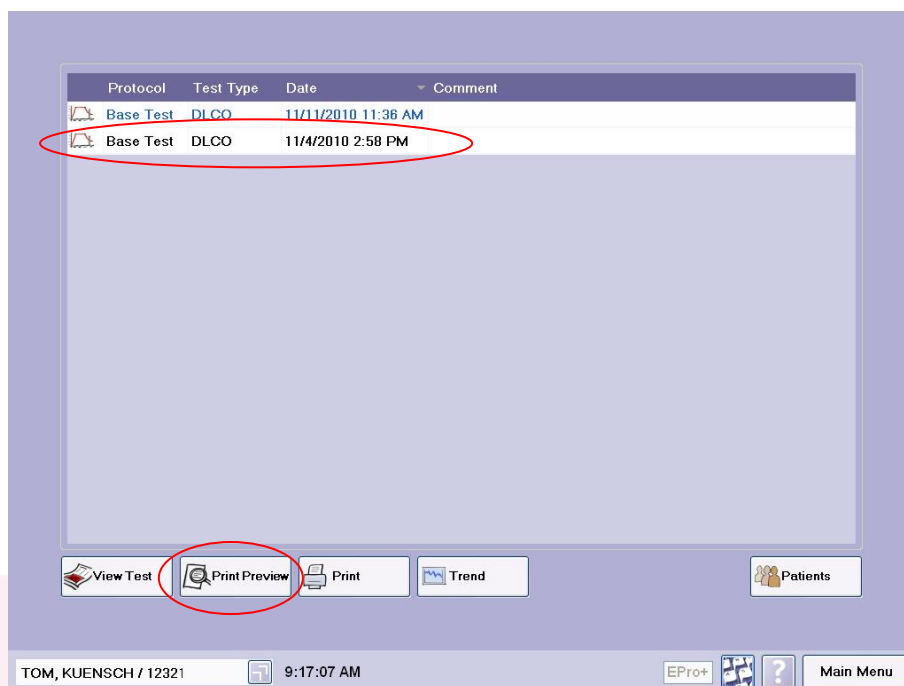 Protocol Test Type Date Comment
Base Test DLCO 11/11/2010 11:36 AM
Base Test DLCO 11/4/2010 2:58 PM
View Test Print Preview Print Trend Patients
TOM, KUENSCH / 12321 9:17:07 AM EPro+ ? Main Menu